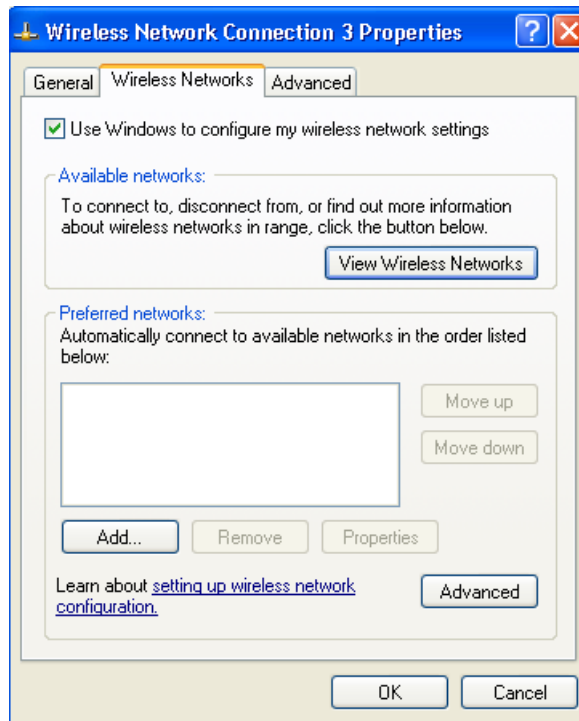 Wireless Network Connection 3 Properties
General Wireless Networks Advanced
Use Windows to configure my wireless network settings
Available networks:
To connect to, disconnect from, or find out more information
about wireless networks in range, click the button below.
View Wireless Networks
Preferred networks:
Automatically connect to available networks in the order listed
below:
Move up
Move down
Add... Remove Properties
Learn about setting up wireless network
configuration.
Advanced
OK Cancel